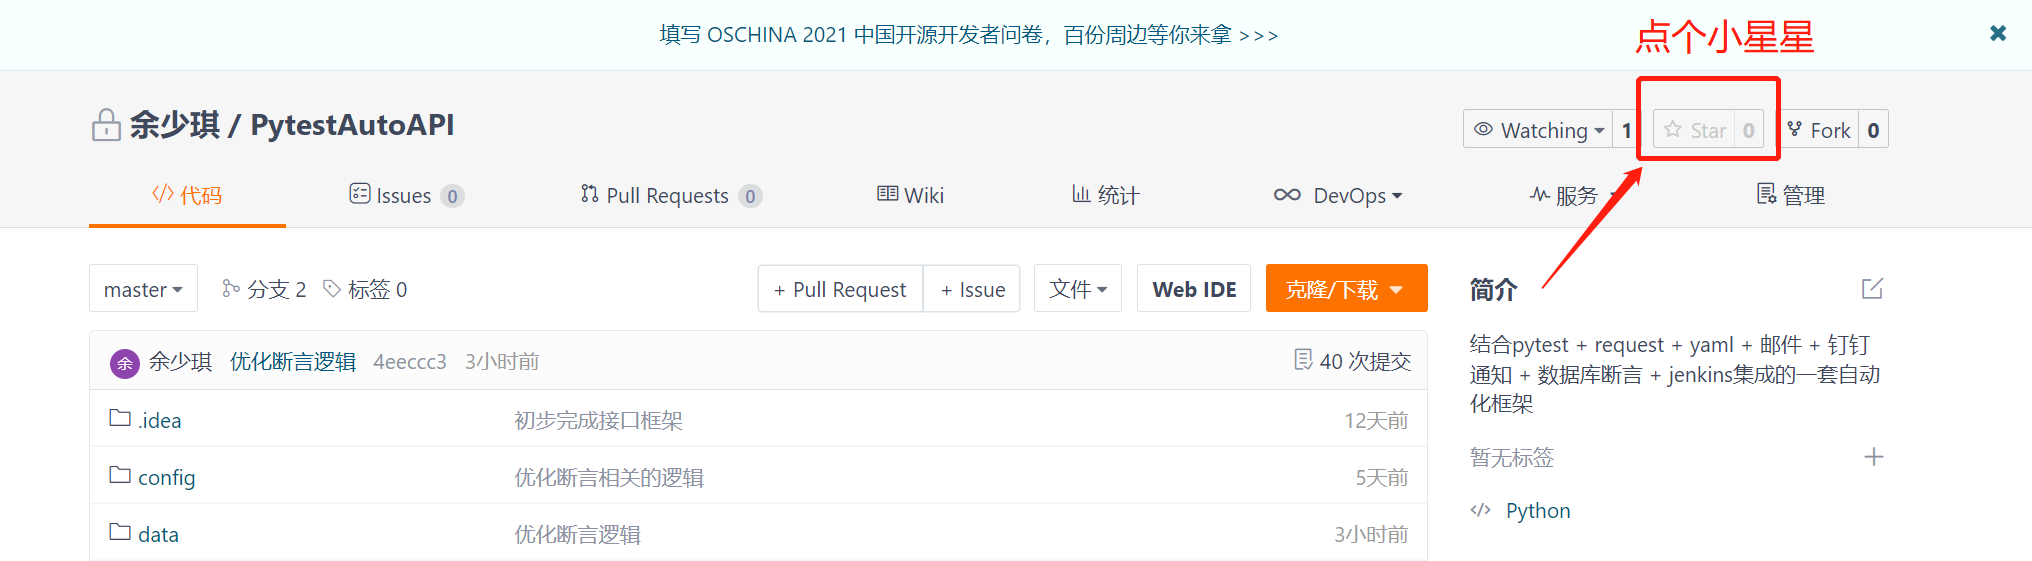 填写 OSCHINA 2021 中国开源开发者问卷，百份周边等你来拿 >>>
点个小星星
余少琪 / PytestAutoAPI
Watching 1
Star 0
Fork 0
代码
Issues 0
Pull Requests 0
Wiki
统计
DevOps
服务
管理
master
分支 2
标签 0
+ Pull Request
+ Issue
文件
Web IDE
克隆/下载
简介
结合pytest + request + yaml + 邮件 + 钉钉
通知 + 数据库断言 + jenkins集成的一套自动
化框架
暂无标签
Python
余 余少琪 优化断言逻辑 4eeccc3 3小时前 40 次提交
.idea 初步完成接口框架 12天前
config 优化断言相关的逻辑 5天前
data 优化断言逻辑 3小时前